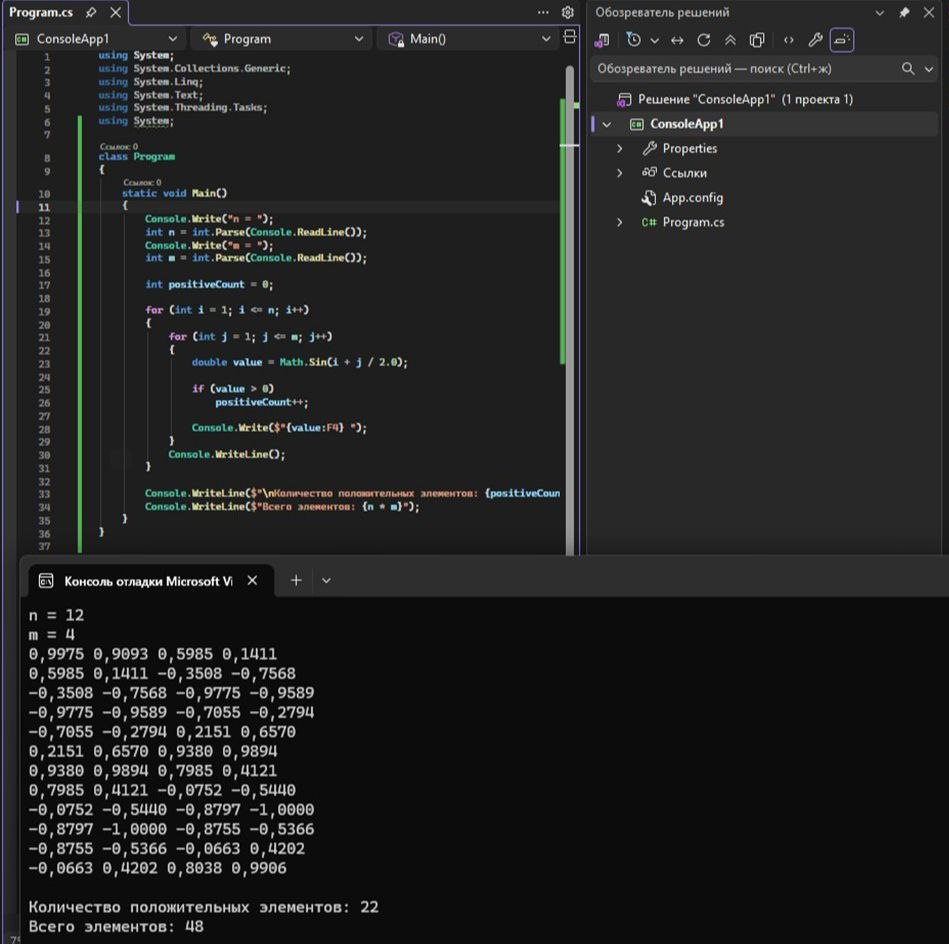 Program.cs
ConsoleApp1
Program
Main()
1 using System;
2 using System.Collections.Generic;
3 using System.Linq;
4 using System.Text;
5 using System.Threading.Tasks;
6 using System;
7
Ссылок: 0
8 class Program
9 {
Ссылок: 0
10 static void Main()
11 {
12 Console.Write("n = ");
13 int n = int.Parse(Console.ReadLine());
14 Console.Write("m = ");
15 int m = int.Parse(Console.ReadLine());
16
17 int positiveCount = 0;
18
19 for (int i = 1; i <= n; i++)
20 {
21 for (int j = 1; j <= m; j++)
22 {
23 double value = Math.Sin(i + j / 2.0);
24
25 if (value > 0)
26 positiveCount++;
27
28 Console.Write($"{value:F4} ");
29 }
30 Console.WriteLine();
31 }
32
33 Console.WriteLine($"\nКоличество положительных элементов: {positiveCoun
34 Console.WriteLine($"Всего элементов: {n * m}");
35 }
36 }
37
Обозреватель решений
Обозреватель решений — поиск (Ctrl+ж)
Решение "ConsoleApp1" (1 проекта 1)
ConsoleApp1
Properties
Ссылки
App.config
C# Program.cs
Консоль отладки Microsoft Vi
n = 12
m = 4
0,9975 0,9093 0,5985 0,1411
0,5985 0,1411 -0,3508 -0,7568
-0,3508 -0,7568 -0,9775 -0,9589
-0,9775 -0,9589 -0,7055 -0,2794
-0,7055 -0,2794 0,2151 0,6570
0,2151 0,6570 0,9380 0,9894
0,9380 0,9894 0,7985 0,4121
0,7985 0,4121 -0,0752 -0,5440
-0,0752 -0,5440 -0,8797 -1,0000
-0,8797 -1,0000 -0,8755 -0,5366
-0,8755 -0,5366 -0,0663 0,4202
-0,0663 0,4202 0,8038 0,9906
Количество положительных элементов: 22
Всего элементов: 48